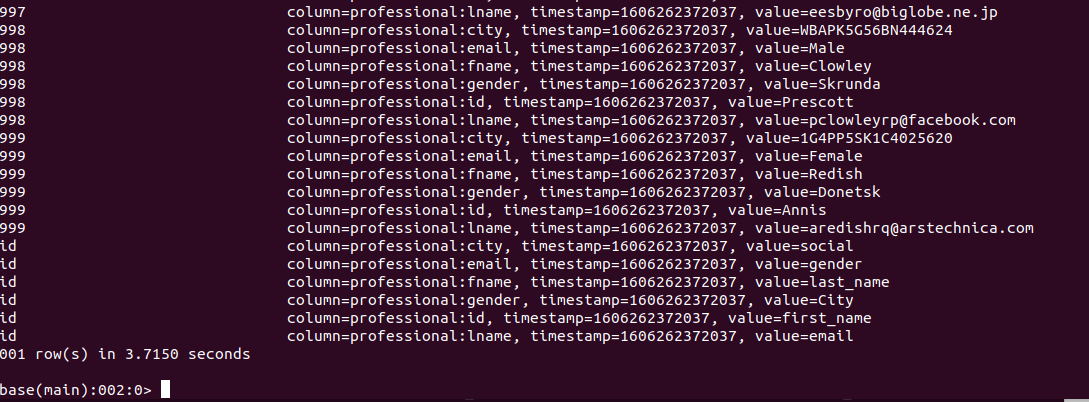 997 column=professional:lname, timestamp=1606262372037, value=eesbyro@biglobe.ne.jp
998 column=professional:city, timestamp=1606262372037, value=WBAPK5G56BN444624
998 column=professional:email, timestamp=1606262372037, value=Male
998 column=professional:fname, timestamp=1606262372037, value=Clowley
998 column=professional:gender, timestamp=1606262372037, value=Skrunda
998 column=professional:id, timestamp=1606262372037, value=Prescott
998 column=professional:lname, timestamp=1606262372037, value=pclowleyrp@facebook.com
999 column=professional:city, timestamp=1606262372037, value=1G4PP5SK1C4025620
999 column=professional:email, timestamp=1606262372037, value=Female
999 column=professional:fname, timestamp=1606262372037, value=Redish
999 column=professional:gender, timestamp=1606262372037, value=Donetsk
999 column=professional:id, timestamp=1606262372037, value=Annis
999 column=professional:lname, timestamp=1606262372037, value=aredishrq@arstechnica.com
id column=professional:city, timestamp=1606262372037, value=social
id column=professional:email, timestamp=1606262372037, value=gender
id column=professional:fname, timestamp=1606262372037, value=last_name
id column=professional:gender, timestamp=1606262372037, value=City
id column=professional:id, timestamp=1606262372037, value=first_name
id column=professional:lname, timestamp=1606262372037, value=email
001 row(s) in 3.7150 seconds
base(main):002:0>